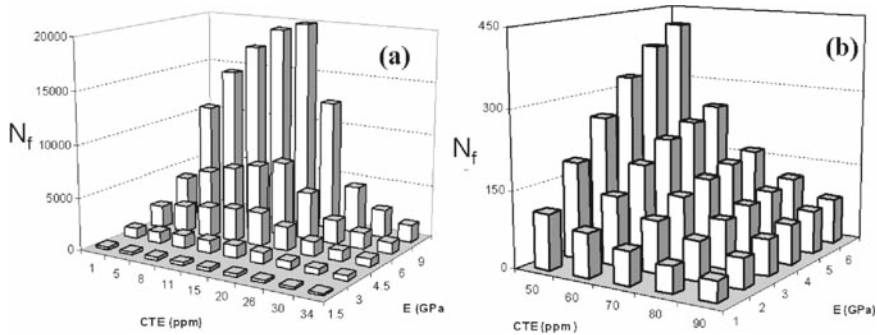 20000
15000
10000
5000
0
N_f
(a)
1 5 8 11 15 20 26 30 34
1.5 3 4.5 6 9
CTE (ppm)
E (GPa
450
300
150
0
N_f
(b)
50 60 70 80 90
1 2 3 4 5 6
CTE (ppm )
E (GPa)